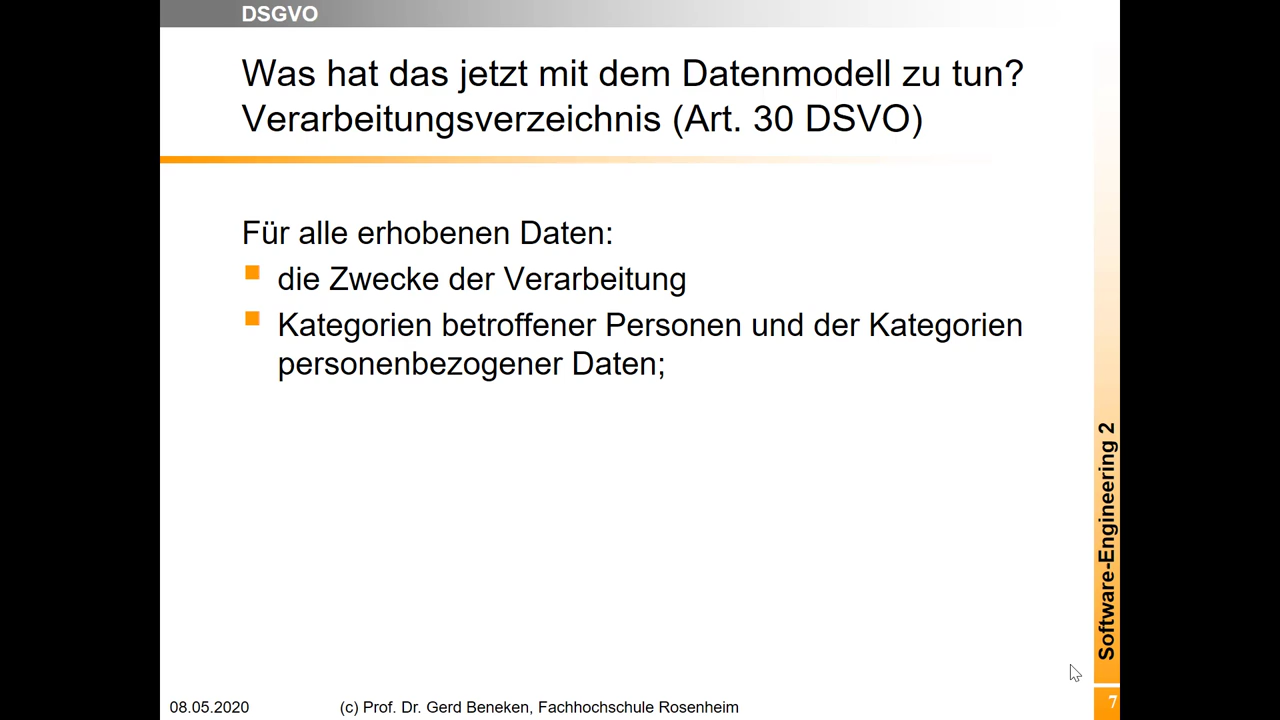 DSGVO
Was hat das jetzt mit dem Datenmodell zu tun?
Verarbeitungsverzeichnis (Art. 30 DSVO)
Für alle erhobenen Daten:
die Zwecke der Verarbeitung
Kategorien betroffener Personen und der Kategorien
personenbezogener Daten;
Software-Engineering 2
08.05.2020
(c) Prof. Dr. Gerd Beneken, Fachhochschule Rosenheim
7